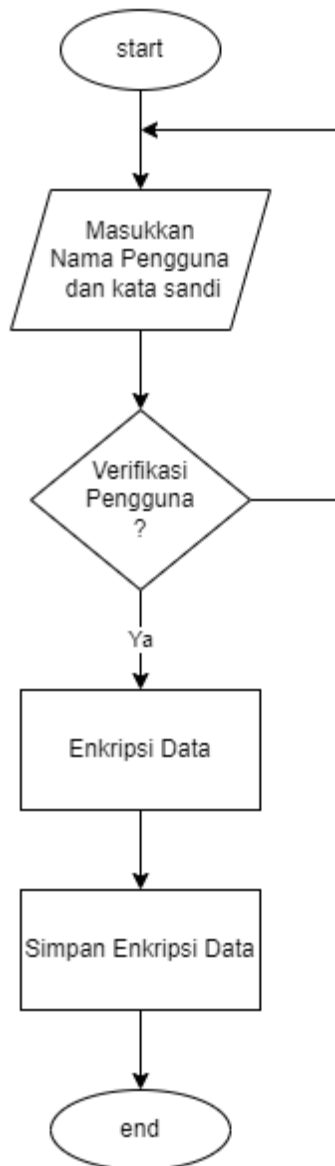 start
Masukkan
Nama Pengguna
dan kata sandi
Verifikasi
Pengguna
?
Ya
Enkripsi Data
Simpan Enkripsi Data
end